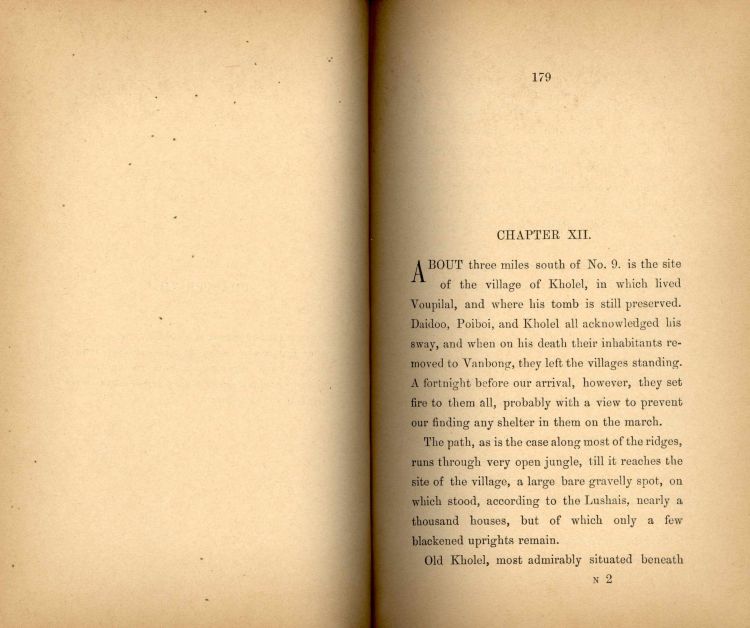 179
CHAPTER XII.
ABOUT three miles south of No. 9. is the site
of the village of Kholel, in which lived
Voupilal, and where his tomb is still preserved.
Daidoo, Poiboi, and Kholel all acknowledged his
sway, and when on his death their inhabitants re-
moved to Vanbong, they left the villages standing.
A fortnight before our arrival, however, they set
fire to them all, probably with a view to prevent
our finding any shelter in them on the march.
The path, as is the case along most of the ridges,
runs through very open jungle, till it reaches the
site of the village, a large bare gravelly spot, on
which stood, according to the Lushais, nearly a
thousand houses, but of which only a few
blackened uprights remain.
Old Kholel, most admirably situated beneath
N 2